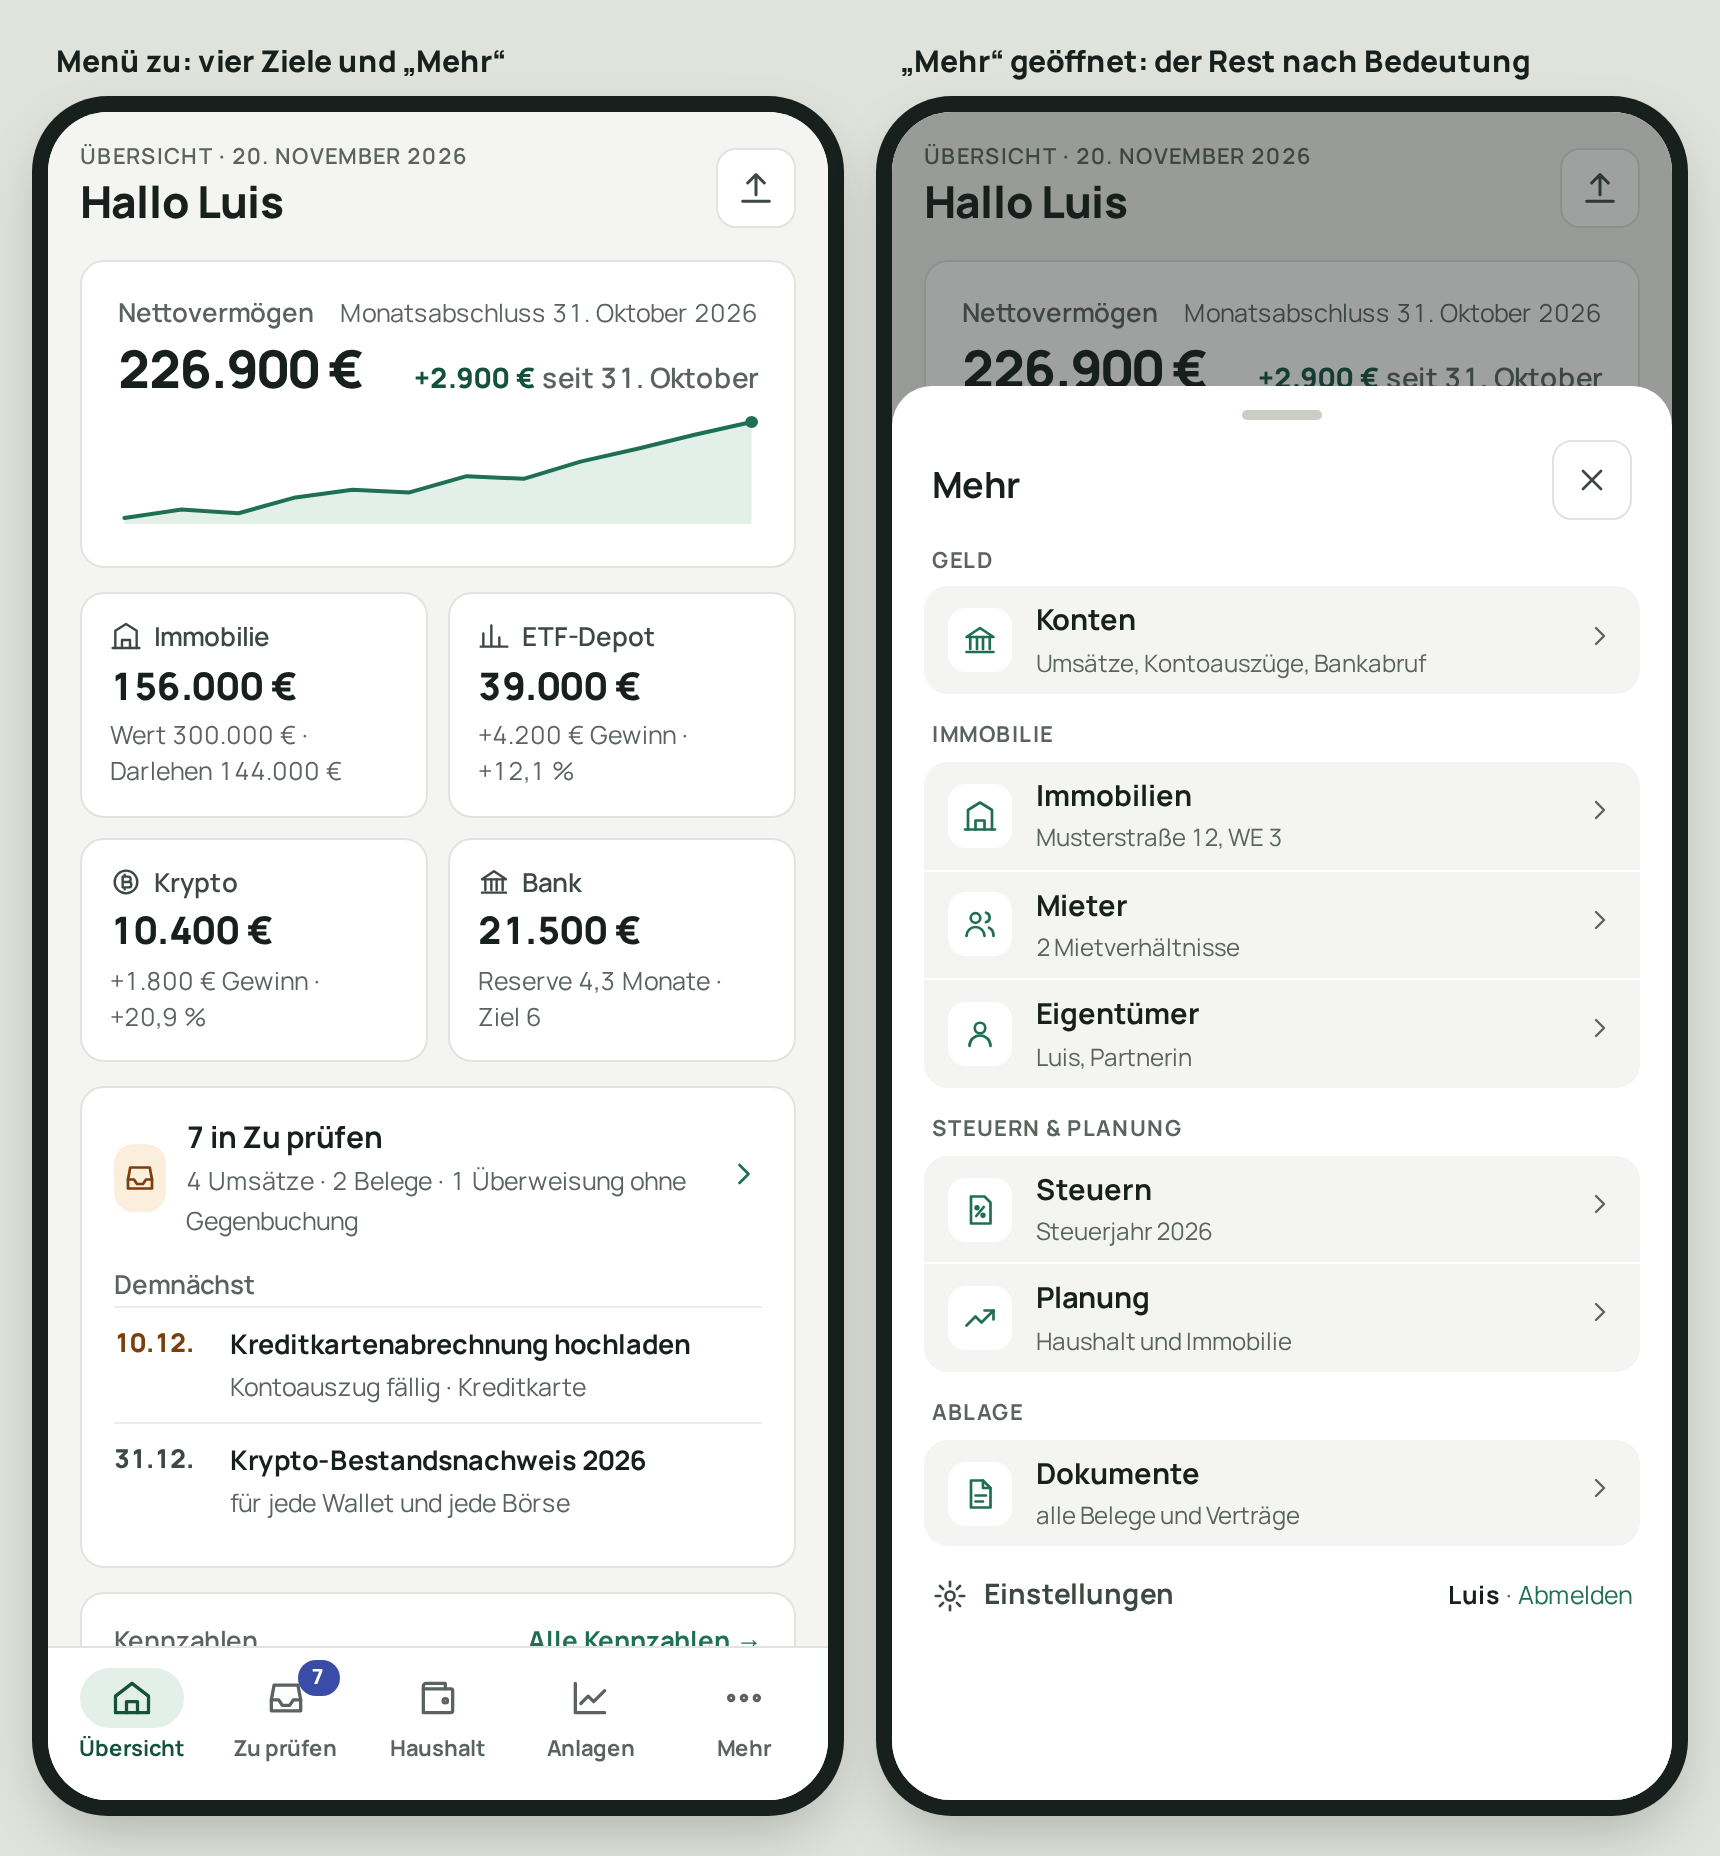 Menü zu: vier Ziele und „Mehr“
ÜBERSICHT · 20. NOVEMBER 2026
Hallo Luis
Nettovermögen Monatsabschluss 31. Oktober 2026
226.900 € +2.900 € seit 31. Oktober
Immobilie
156.000 €
Wert 300.000 € ·
Darlehen 144.000 €
ETF-Depot
39.000 €
+4.200 € Gewinn ·
+12,1 %
Krypto
10.400 €
+1.800 € Gewinn ·
+20,9 %
Bank
21.500 €
Reserve 4,3 Monate ·
Ziel 6
7 in Zu prüfen
4 Umsätze · 2 Belege · 1 Überweisung ohne
Gegenbuchung
Demnächst
10.12. Kreditkartenabrechnung hochladen
Kontoauszug fällig · Kreditkarte
31.12. Krypto-Bestandsnachweis 2026
für jede Wallet und jede Börse
Kennzahlen Alle Kennzahlen →
7
Übersicht Zu prüfen Haushalt Anlagen Mehr
„Mehr“ geöffnet: der Rest nach Bedeutung
ÜBERSICHT · 20. NOVEMBER 2026
Hallo Luis
Nettovermögen Monatsabschluss 31. Oktober 2026
226.900 € +2.900 € seit 31. Oktober
Mehr
GELD
Konten
Umsätze, Kontoauszüge, Bankabruf
IMMOBILIE
Immobilien
Musterstraße 12, WE 3
Mieter
2 Mietverhältnisse
Eigentümer
Luis, Partnerin
STEUERN & PLANUNG
Steuern
Steuerjahr 2026
Planung
Haushalt und Immobilie
ABLAGE
Dokumente
alle Belege und Verträge
Einstellungen Luis · Abmelden